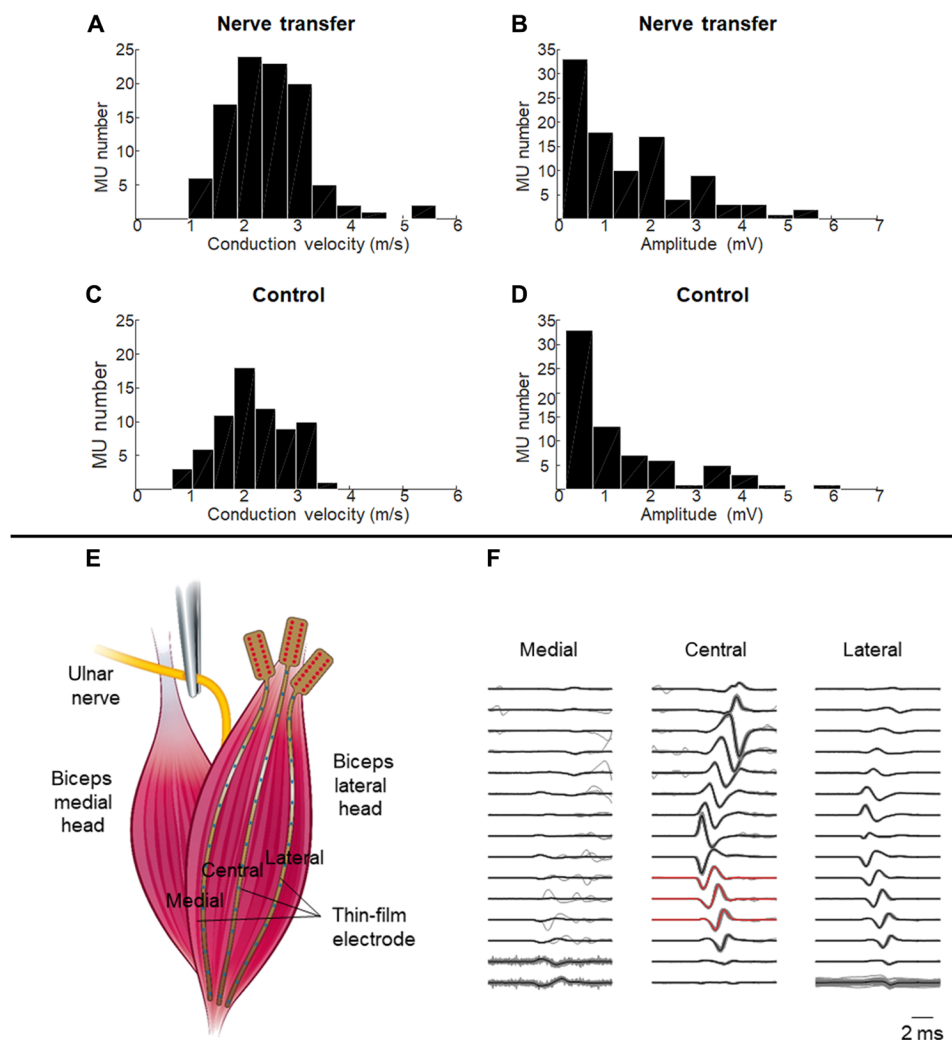 A
Nerve transfer
25
20
15
10
5
MU number
0 1 2 3 4 5 6
Conduction velocity (m/s)
B
Nerve transfer
35
30
25
20
15
10
5
MU number
0 1 2 3 4 5 6 7
Amplitude (mV)
C
Control
25
20
15
10
5
MU number
0 1 2 3 4 5 6
Conduction velocity (m/s)
D
Control
35
30
25
20
15
10
5
MU number
0 1 2 3 4 5 6 7
Amplitude (mV)
E
Ulnar
nerve
Biceps
medial
head
Biceps
lateral
head
Central
Lateral
Medial
Thin-film
electrode
F
Medial
Central
Lateral
2 ms